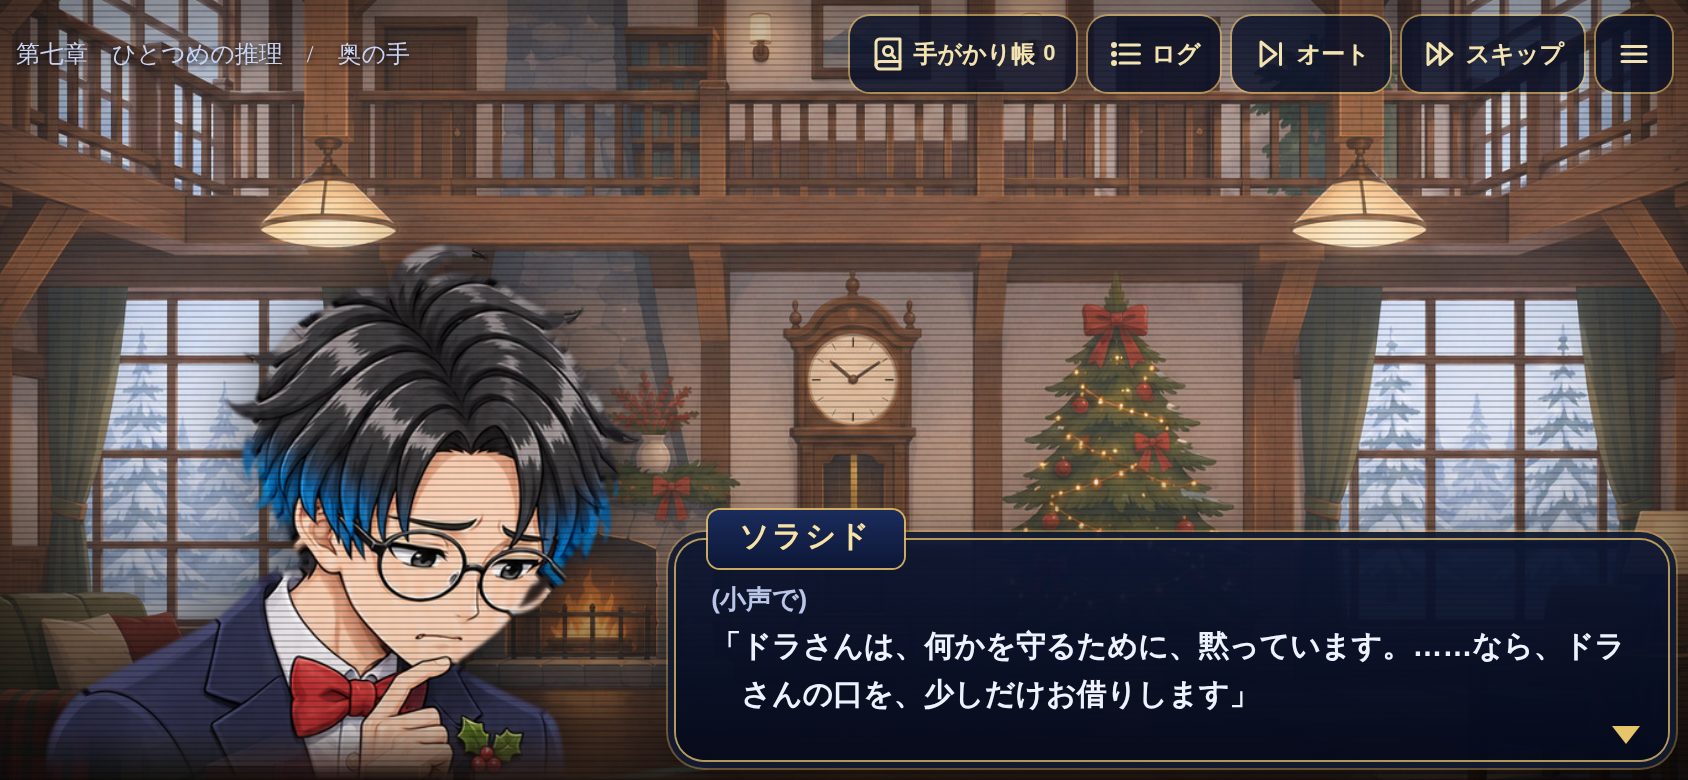 第七章　ひとつめの推理　/　奥の手
手がかり帳 0
ログ
オート
スキップ
ソラシド
(小声で)
「ドラさんは、何かを守るために、黙っています。……なら、ドラ
さんの口を、少しだけお借りします」